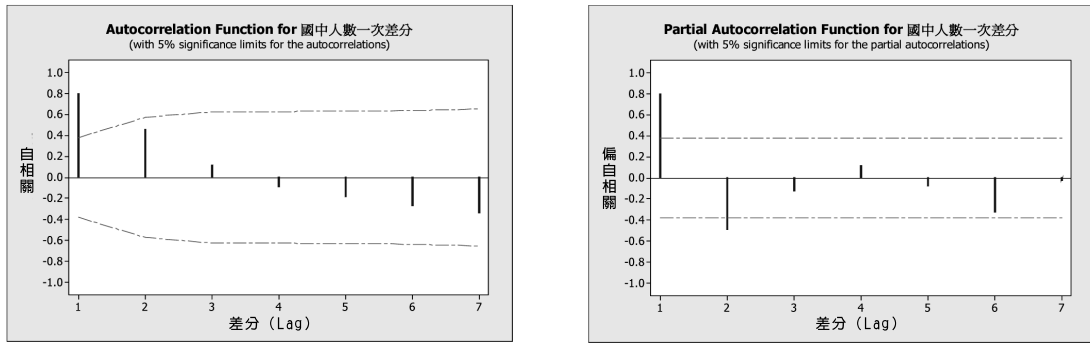 Autocorrelation Function for 國中人數一次差分
(with 5% significance limits for the autocorrelations)
1.0
0.8
0.6
0.4
0.2
0.0
-0.2
-0.4
-0.6
-0.8
-1.0
自相關
1 2 3 4 5 6 7
差分 (Lag)
Partial Autocorrelation Function for 國中人數一次差分
(with 5% significance limits for the partial autocorrelations)
1.0
0.8
0.6
0.4
0.2
0.0
-0.2
-0.4
-0.6
-0.8
-1.0
偏自相關
1 2 3 4 5 6 7
差分 (Lag)